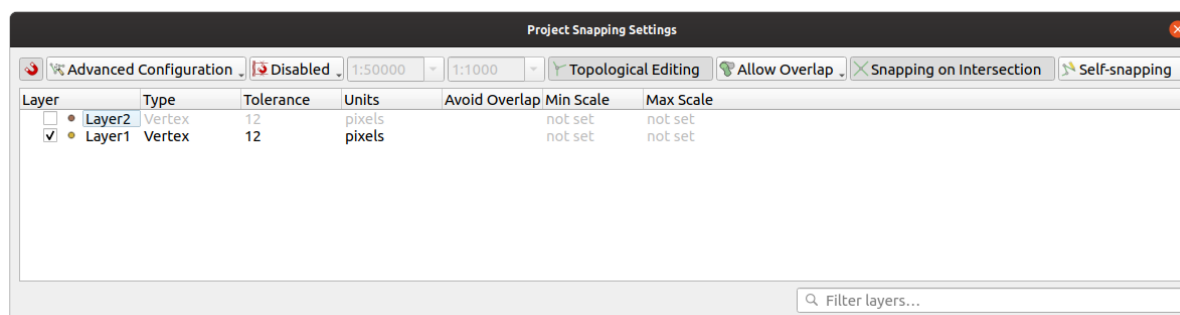 Project Snapping Settings
Advanced Configuration Disabled 1:50000 1:1000 Topological Editing Allow Overlap Snapping on Intersection Self-snapping
Layer Type Tolerance Units Avoid Overlap Min Scale Max Scale
Layer2 Vertex 12 pixels not set not set
Layer1 Vertex 12 pixels not set not set
Filter layers...